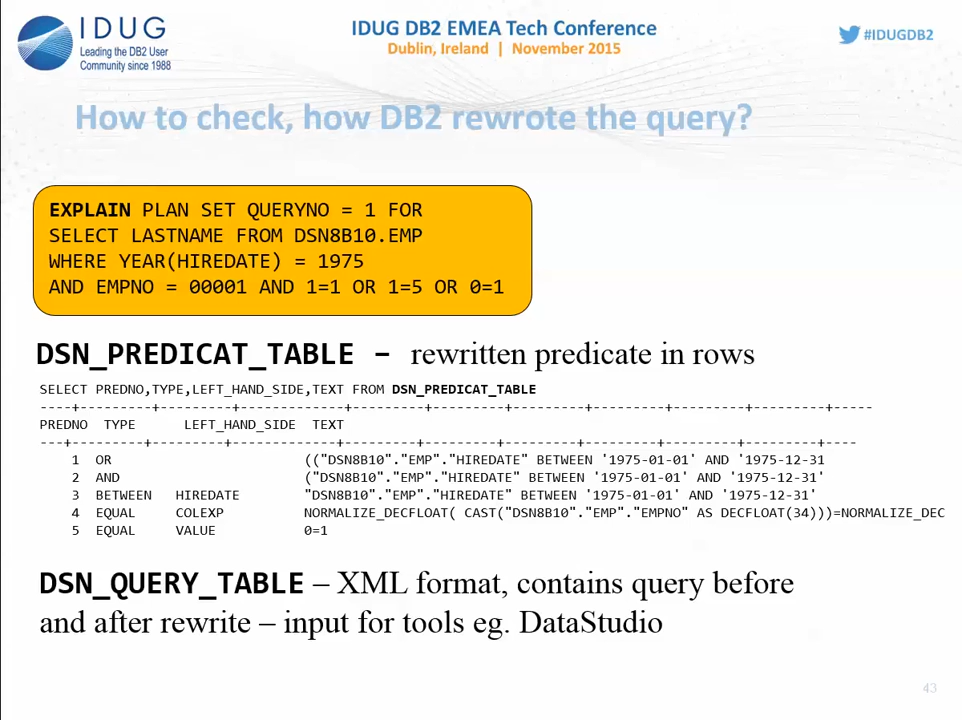 IDUG
Leading the DB2 User
Community since 1988
IDUG DB2 EMEA Tech Conference
Dublin, Ireland | November 2015
#IDUGDB2
How to check, how DB2 rewrote the query?
EXPLAIN PLAN SET QUERYNO = 1 FOR
SELECT LASTNAME FROM DSN8B10.EMP
WHERE YEAR(HIREDATE) = 1975
AND EMPNO = 00001 AND 1=1 OR 1=5 OR 0=1
DSN_PREDICAT_TABLE – rewritten predicate in rows
SELECT PREDNO,TYPE,LEFT_HAND_SIDE,TEXT FROM DSN_PREDICAT_TABLE
----+---------+---------+-------------+---------+---------+---------+---------+---------+---------+-----
PREDNO TYPE LEFT_HAND_SIDE TEXT
---+---------+---------+-------------+---------+---------+---------+---------+---------+---------+----
1 OR (("DSN8B10"."EMP"."HIREDATE" BETWEEN '1975-01-01' AND '1975-12-31
2 AND ("DSN8B10"."EMP"."HIREDATE" BETWEEN '1975-01-01' AND '1975-12-31'
3 BETWEEN HIREDATE "DSN8B10"."EMP"."HIREDATE" BETWEEN '1975-01-01' AND '1975-12-31'
4 EQUAL COLEXP NORMALIZE_DECFLOAT( CAST("DSN8B10"."EMP"."EMPNO" AS DECFLOAT(34)))=NORMALIZE_DEC
5 EQUAL VALUE 0=1
DSN_QUERY_TABLE – XML format, contains query before
and after rewrite – input for tools eg. DataStudio
43